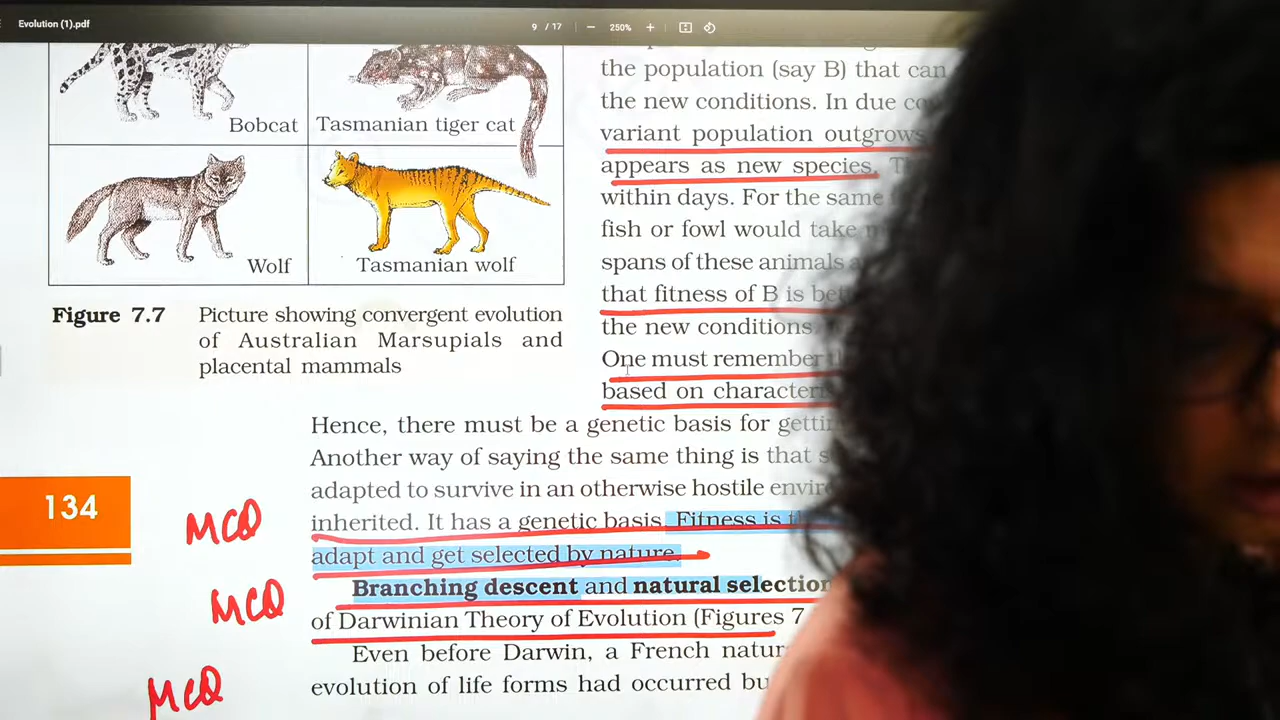 Evolution (1).pdf
9 / 17
250%
Bobcat
Tasmanian tiger cat
Wolf
Tasmanian wolf
Figure 7.7 Picture showing convergent evolution
of Australian Marsupials and
placental mammals
the population (say B) that can
the new conditions. In due
variant population outgrows
appears as new species.
within days. For the same
fish or fowl would take
spans of these animals
that fitness of B is
the new conditions.
One must remember
based on
Hence, there must be a genetic basis for
Another way of saying the same thing is that
adapted to survive in an otherwise hostile
inherited. It has a genetic basis. Fitness is
adapt and get selected by nature.
Branching descent and natural selection
of Darwinian Theory of Evolution (Figures 7
Even before Darwin, a French
evolution of life forms had occurred
134
MCQ
MCQ
MCQ